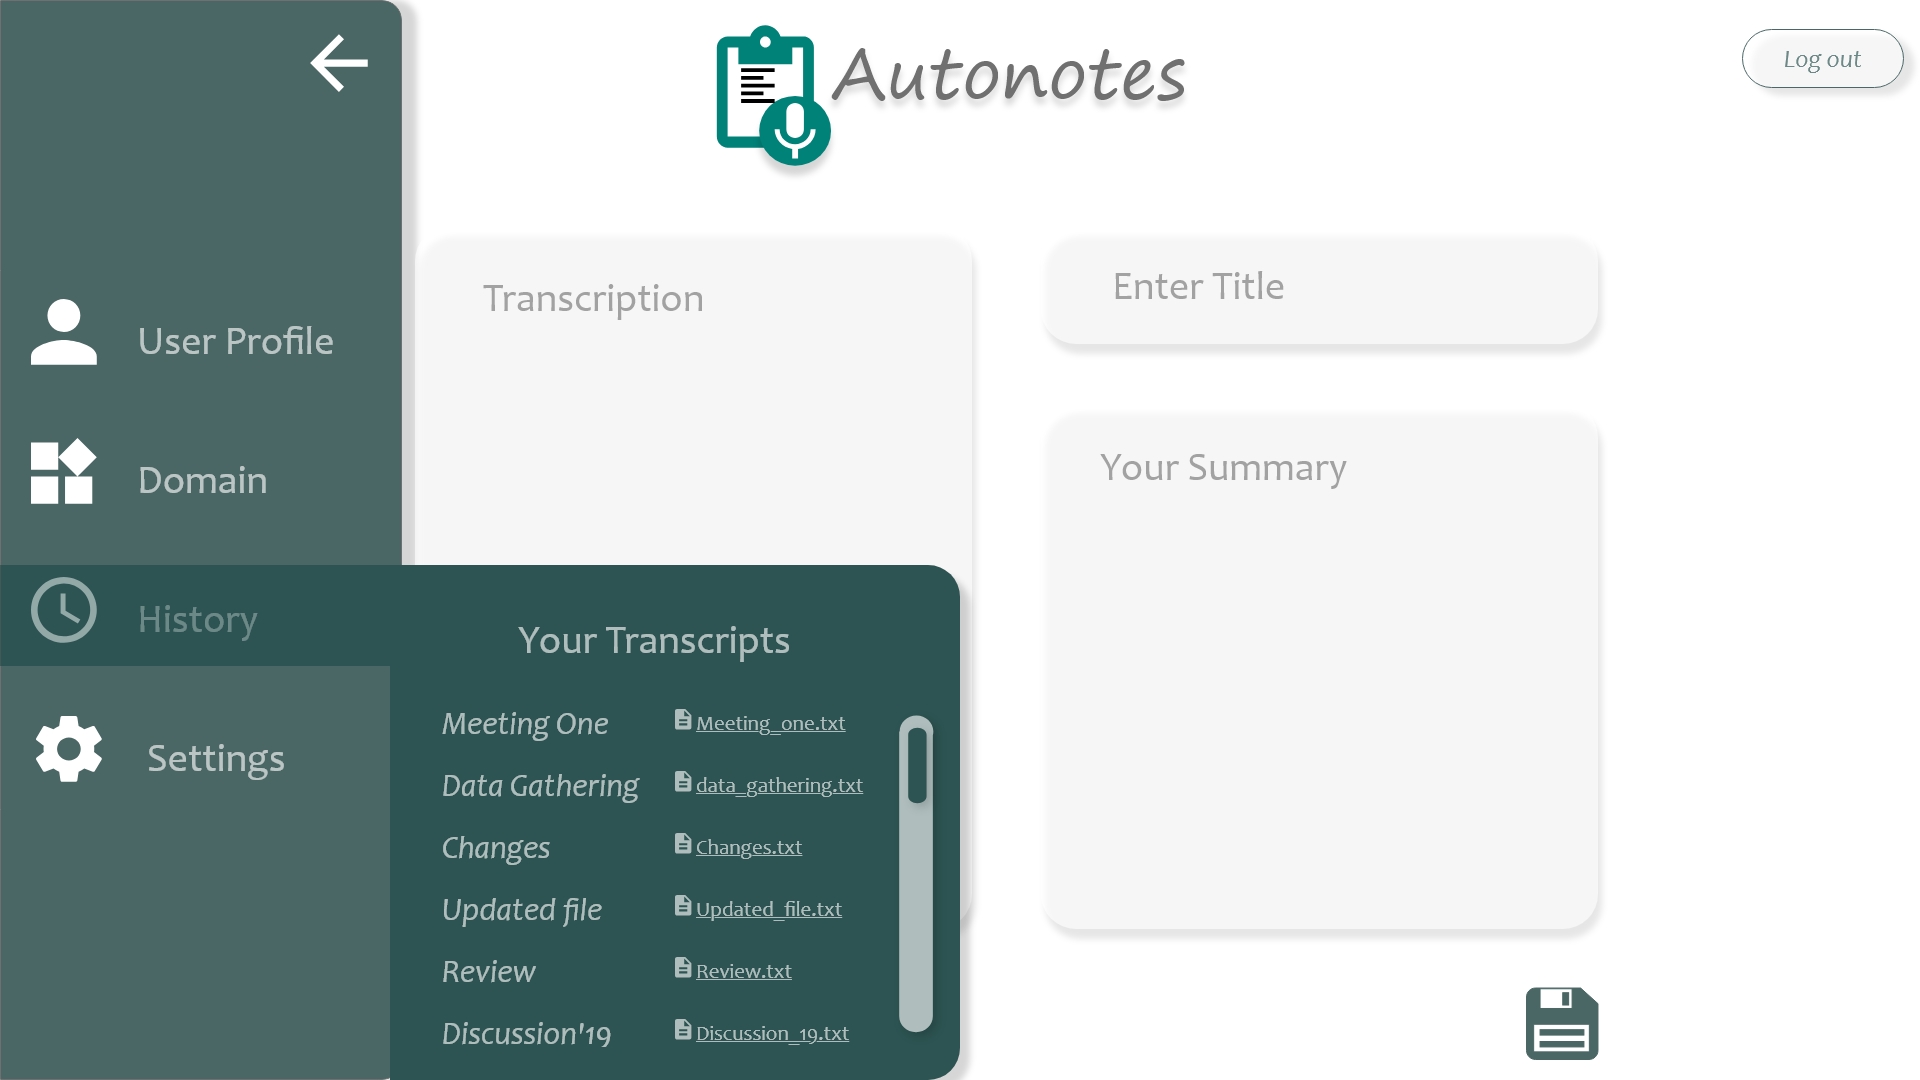 Autonotes
Log out
User Profile
Domain
History
Settings
Transcription
Enter Title
Your Summary
Your Transcripts
Meeting One Meeting_one.txt
Data Gathering data_gathering.txt
Changes Changes.txt
Updated file Updated_file.txt
Review Review.txt
Discussion'19 Discussion_19.txt